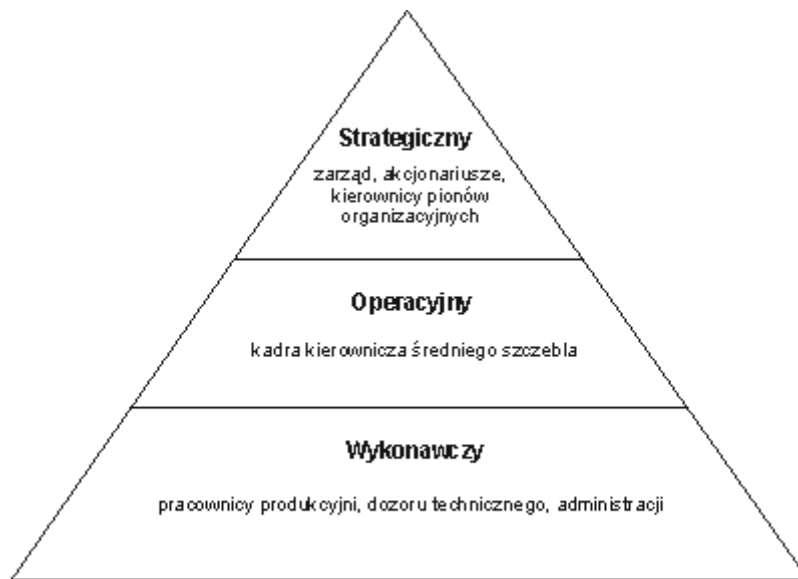 Strategiczny
zarząd, akcjonariusze,
kierownicy pionów
organizacyjnych
Operacyjny
kadra kierownicza średniego szczebla
Wykonawczy
pracownicy produkcyjni, dozoru technicznego, administracji